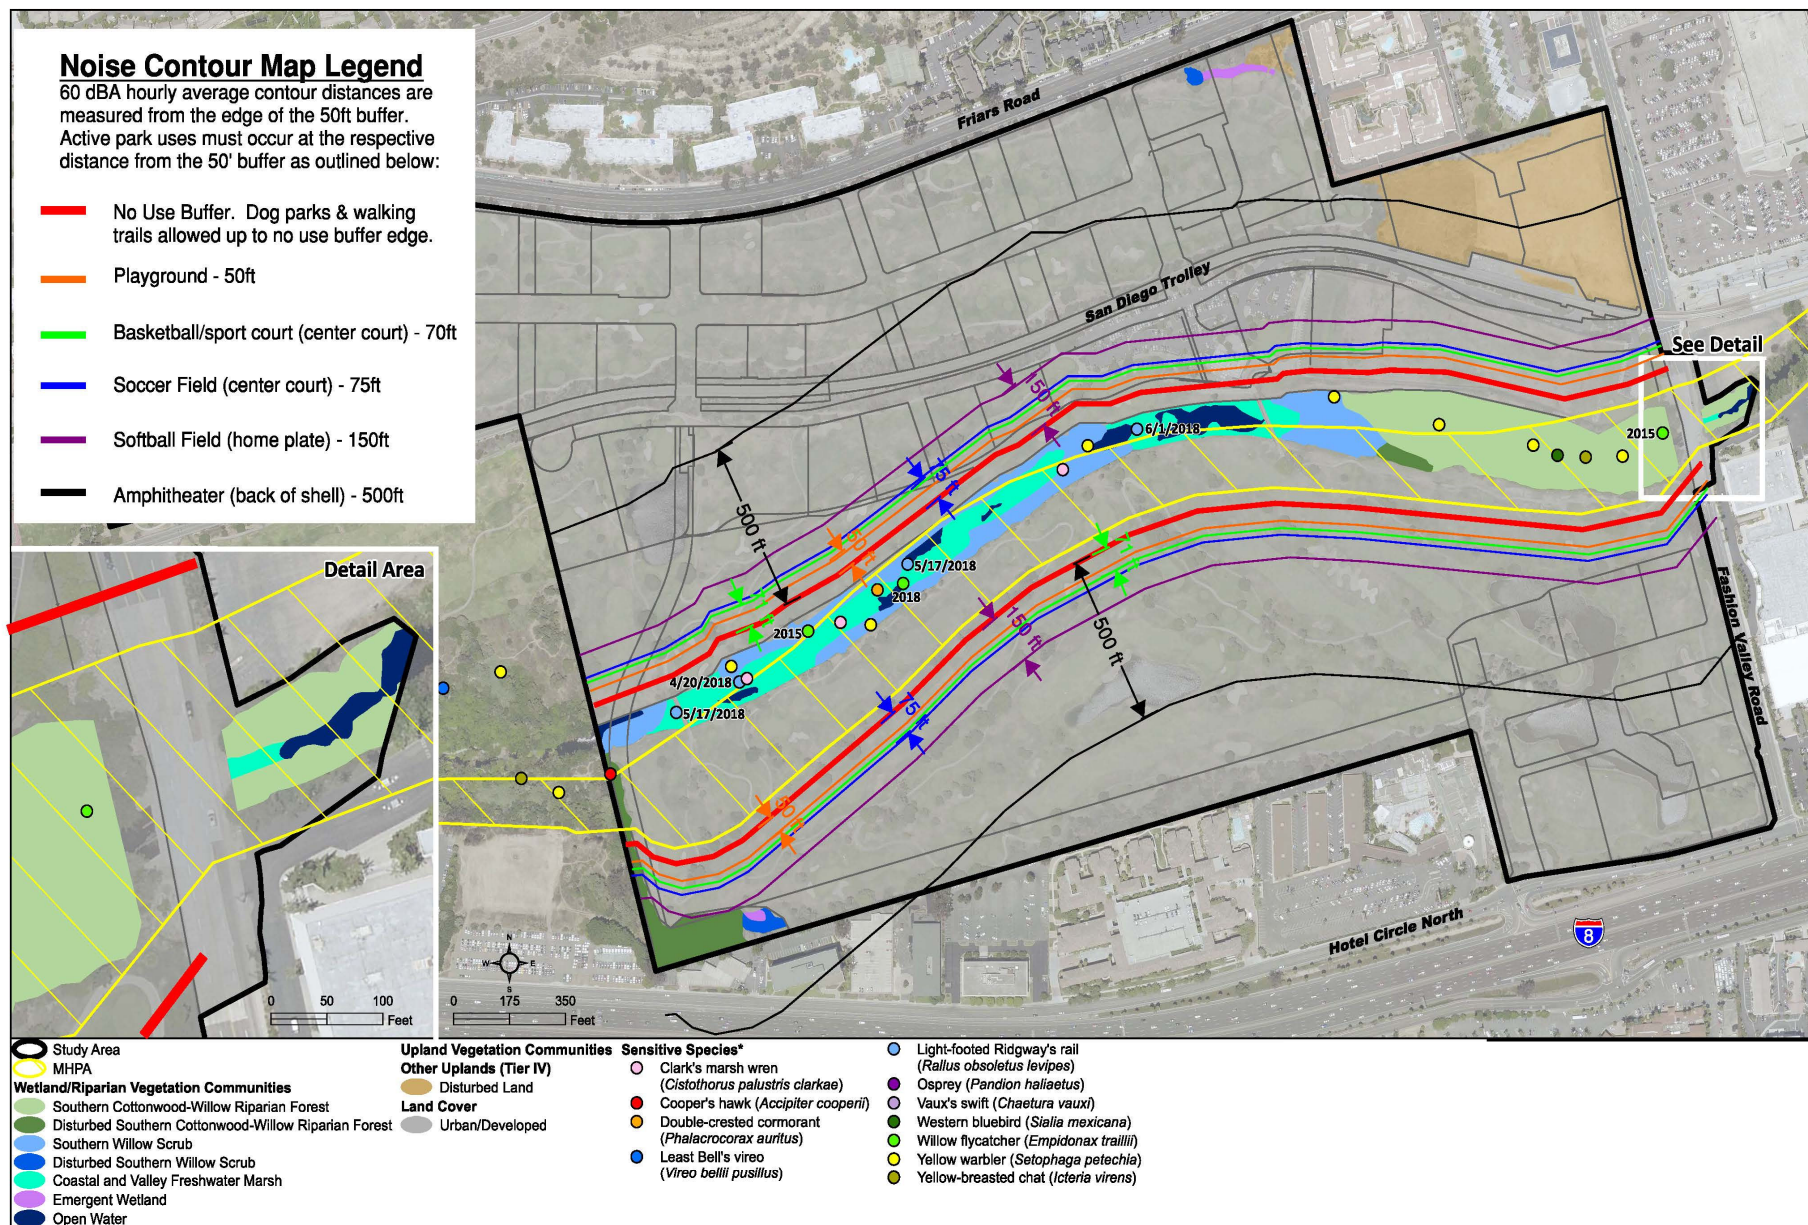 Noise Contour Map Legend
60 dBA hourly average contour distances are
measured from the edge of the 50ft buffer.
Active park uses must occur at the respective
distance from the 50' buffer as outlined below:
No Use Buffer. Dog parks & walking
trails allowed up to no use buffer edge.
Playground - 50ft
Basketball/sport court (center court) - 70ft
Soccer Field (center court) - 75ft
Softball Field (home plate) - 150ft
Amphitheater (back of shell) - 500ft
Friars Road
San Diego Trolley
See Detail
150 ft
6/1/2018
2015
75 ft
500 ft
50 ft
5/17/2018
2018
2015
4/20/2018
5/17/2018
150 ft
500 ft
75 ft
50 ft
Fashion Valley Road
Hotel Circle North
8
Detail Area
0 50 100
Feet
N
W E
S
0 175 350
Feet
Study Area
MHPA
Wetland/Riparian Vegetation Communities
Southern Cottonwood-Willow Riparian Forest
Disturbed Southern Cottonwood-Willow Riparian Forest
Southern Willow Scrub
Disturbed Southern Willow Scrub
Coastal and Valley Freshwater Marsh
Emergent Wetland
Open Water
Upland Vegetation Communities
Other Uplands (Tier IV)
Disturbed Land
Land Cover
Urban/Developed
Sensitive Species*
Clark's marsh wren
(Cistothorus palustris clarkae)
Cooper's hawk (Accipiter cooperii)
Double-crested cormorant
(Phalacrocorax auritus)
Least Bell's vireo
(Vireo bellii pusillus)
Light-footed Ridgway's rail
(Rallus obsoletus levipes)
Osprey (Pandion haliaetus)
Vaux's swift (Chaetura vauxi)
Western bluebird (Sialia mexicana)
Willow flycatcher (Empidonax traillii)
Yellow warbler (Setophaga petechia)
Yellow-breasted chat (Icteria virens)